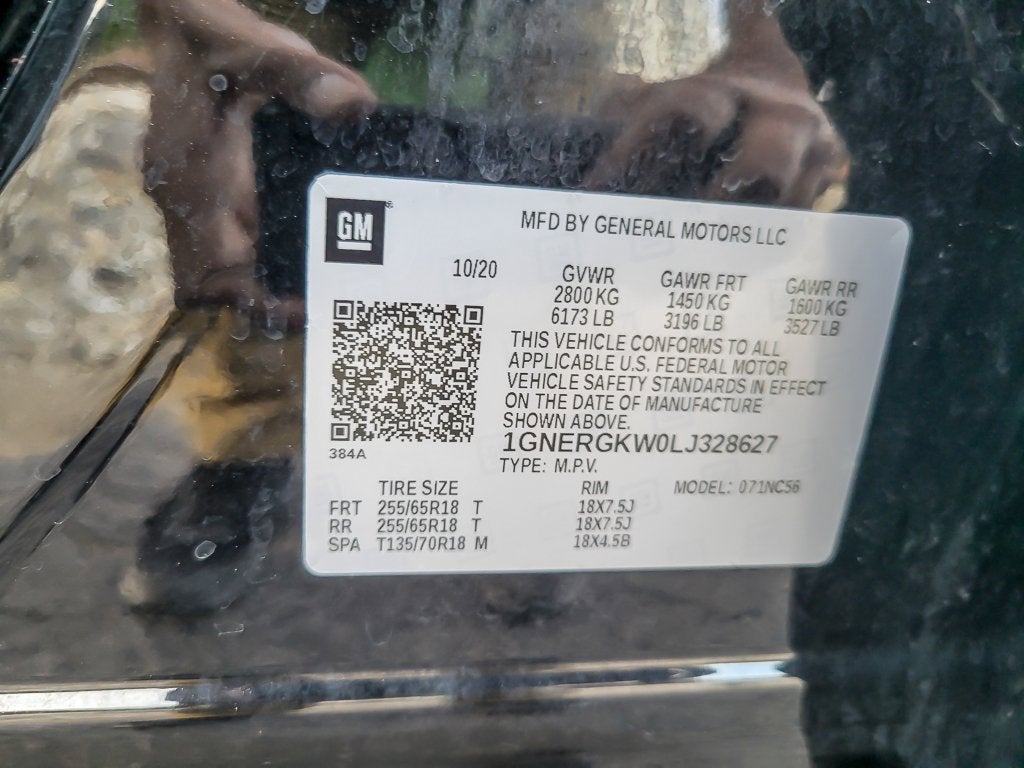 GM
MFD BY GENERAL MOTORS LLC
10/20
GVWR GAWR FRT GAWR RR
2800 KG 1450 KG 1600 KG
6173 LB 3196 LB 3527 LB
THIS VEHICLE CONFORMS TO ALL
APPLICABLE U.S. FEDERAL MOTOR
VEHICLE SAFETY STANDARDS IN EFFECT
ON THE DATE OF MANUFACTURE
SHOWN ABOVE.
1GNERGKW0LJ328627
384A
TYPE: M.P.V.
TIRE SIZE RIM MODEL: 071NC56
FRT 255/65R18 T 18X7.5J
RR 255/65R18 T 18X7.5J
SPA T135/70R18 M 18X4.5B